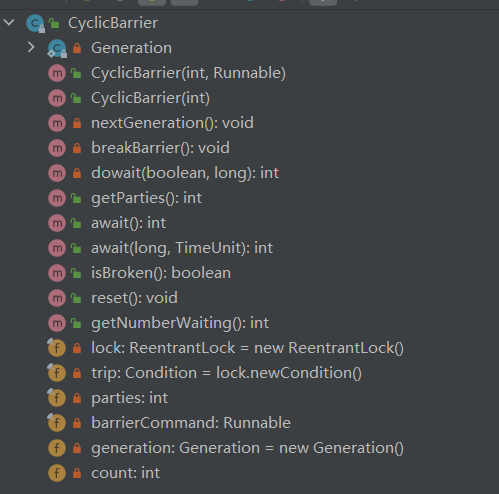 CyclicBarrier
Generation
CyclicBarrier(int, Runnable)
CyclicBarrier(int)
nextGeneration(): void
breakBarrier(): void
dowait(boolean, long): int
getParties(): int
await(): int
await(long, TimeUnit): int
isBroken(): boolean
reset(): void
getNumberWaiting(): int
lock: ReentrantLock = new ReentrantLock()
trip: Condition = lock.newCondition()
parties: int
barrierCommand: Runnable
generation: Generation = new Generation()
count: int